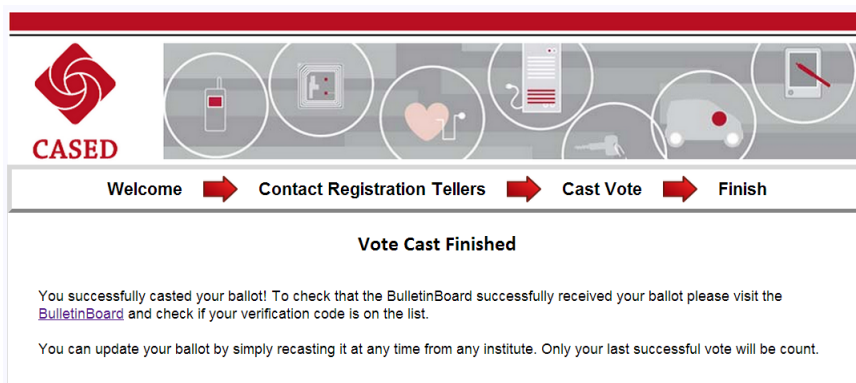 CASED
Welcome Contact Registration Tellers Cast Vote Finish
Vote Cast Finished
You successfully casted your ballot! To check that the BulletinBoard successfully received your ballot please visit the
BulletinBoard and check if your verification code is on the list.
You can update your ballot by simply recasting it at any time from any institute. Only your last successful vote will be count.